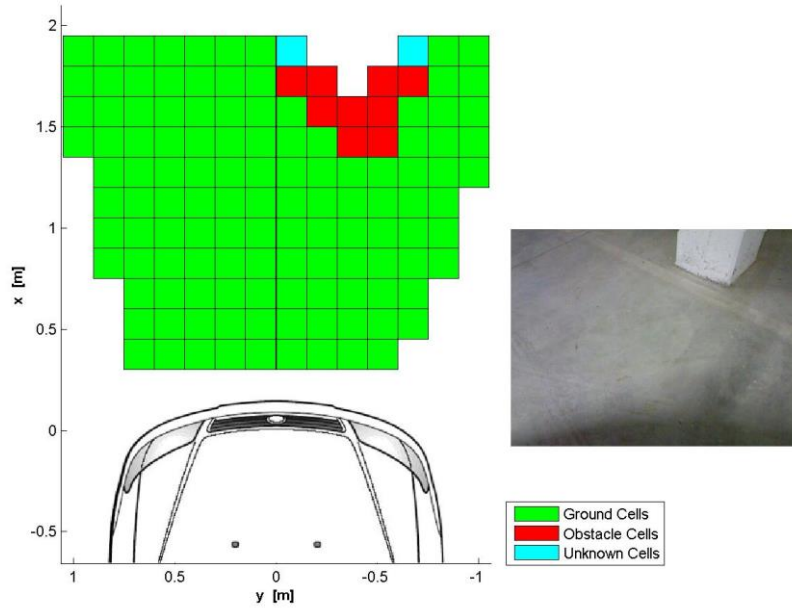 2
1.5
1
0.5
0
-0.5
x [m]
1 0.5 0 -0.5 -1
y [m]
Ground Cells
Obstacle Cells
Unknown Cells